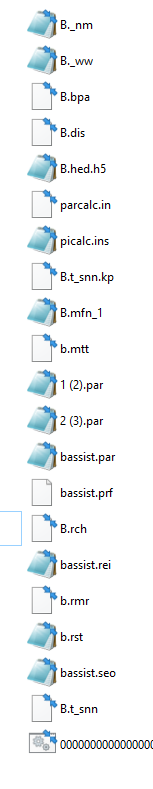 B._nm
B._ww
B.bpa
B.dis
B.hed.h5
parcalc.in
picalc.ins
B.t_snn.kp
B.mfn_1
b.mtt
1 (2).par
2 (3).par
bassist.par
bassist.prf
B.rch
bassist.rei
b.rmr
b.rst
bassist.seo
B.t_snn